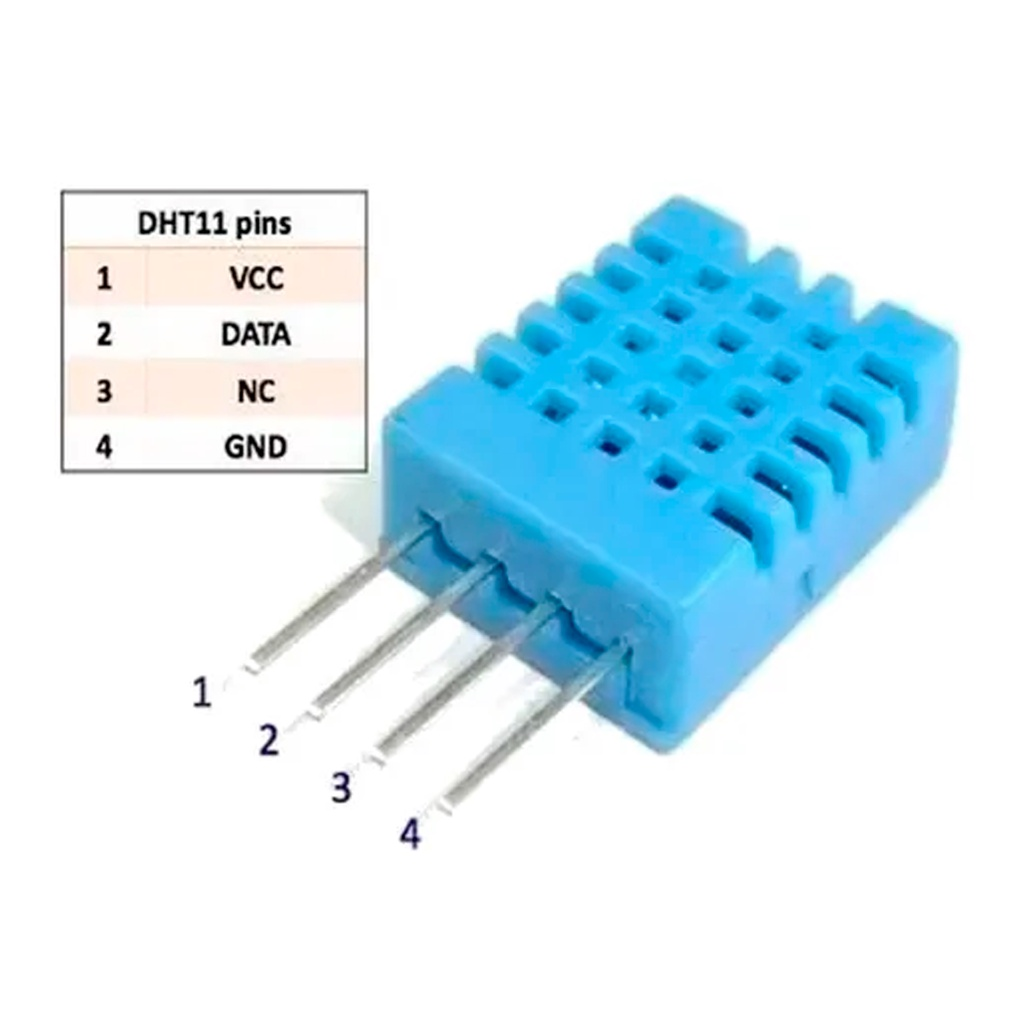 DHT11 pins
1 VCC
2 DATA
3 NC
4 GND
1
2
3
4